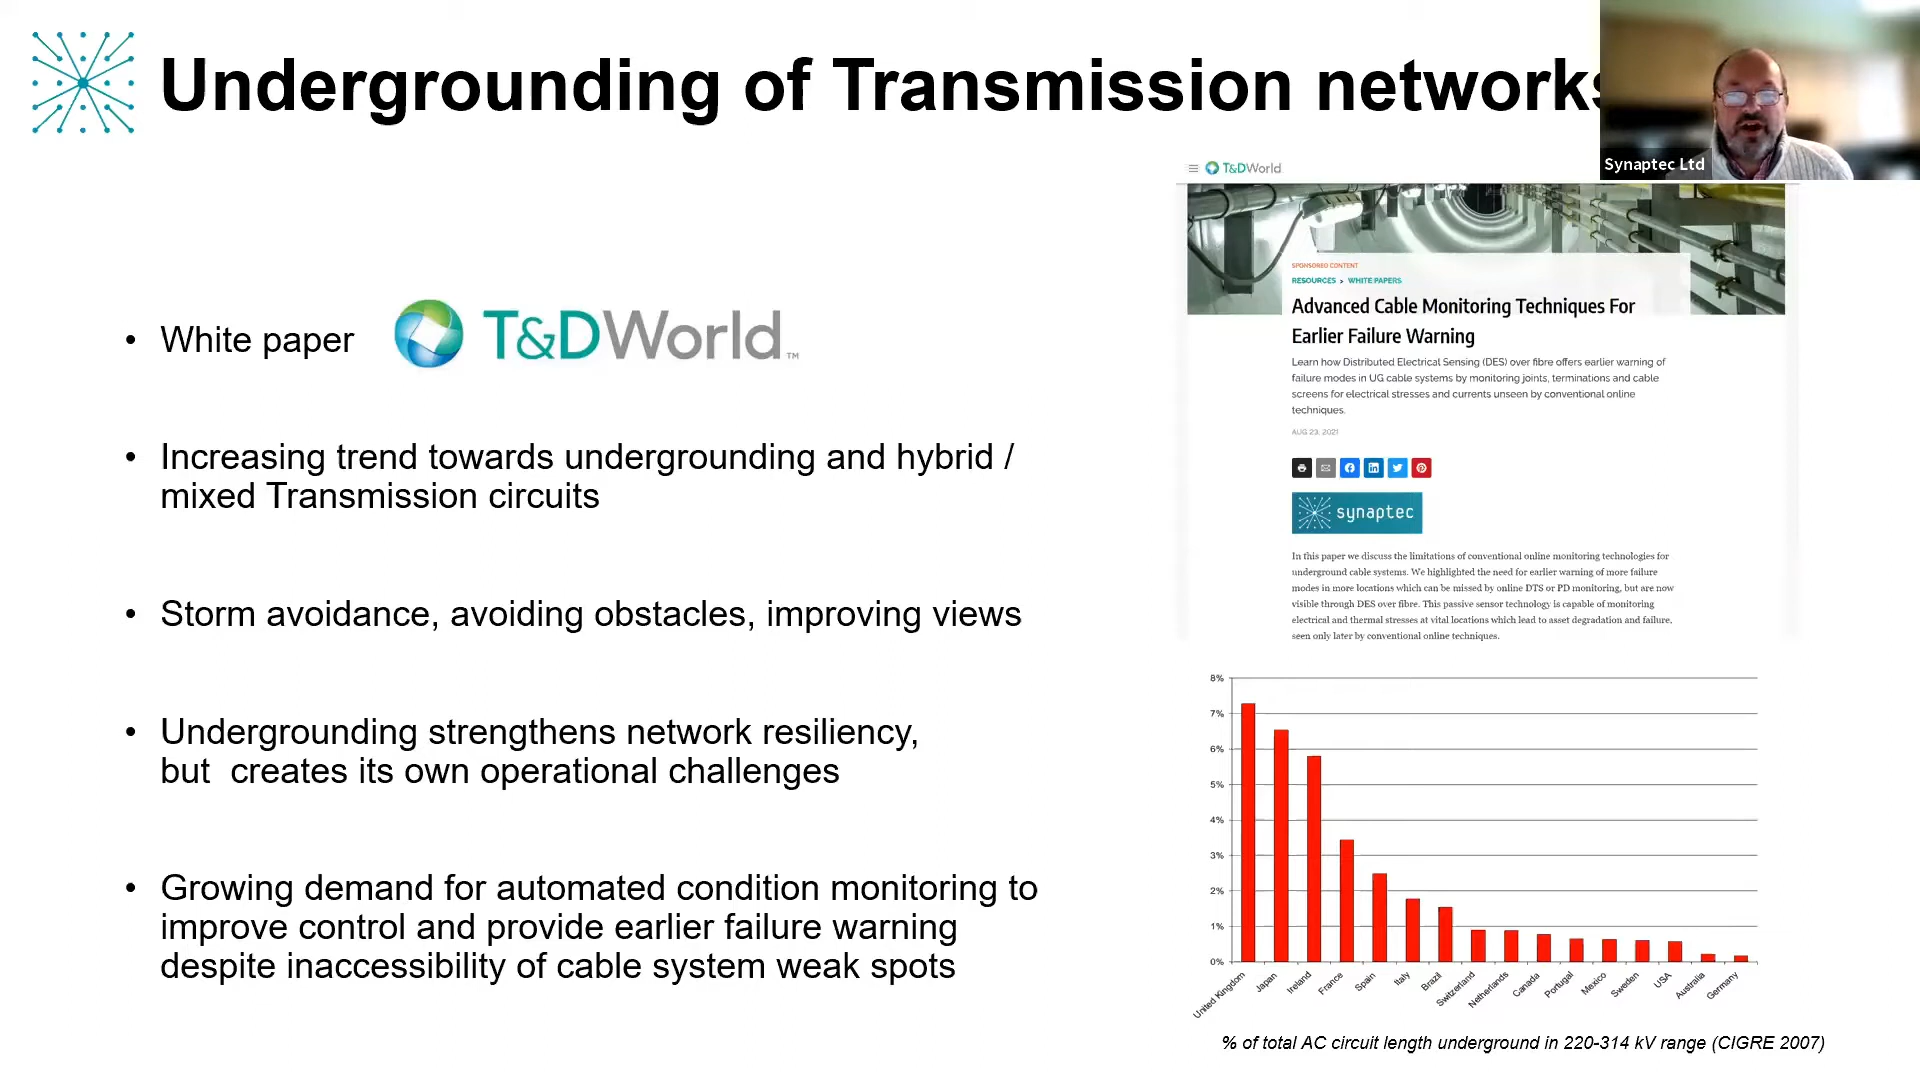 Undergrounding of Transmission networks
Synaptec Ltd
• White paper
T&DWorld™
• Increasing trend towards undergrounding and hybrid /
mixed Transmission circuits
• Storm avoidance, avoiding obstacles, improving views
• Undergrounding strengthens network resiliency,
but creates its own operational challenges
• Growing demand for automated condition monitoring to
improve control and provide earlier failure warning
despite inaccessibility of cable system weak spots
T&DWorld
SPONSORED CONTENT
RESOURCES > WHITE PAPERS
Advanced Cable Monitoring Techniques For
Earlier Failure Warning
Learn how Distributed Electrical Sensing (DES) over fibre offers earlier warning of
failure modes in UG cable systems by monitoring joints, terminations and cable
screens for electrical stresses and currents unseen by conventional online
techniques.
AUG 23, 2021
synaptec
In this paper we discuss the limitations of conventional online monitoring technologies for
underground cable systems. We highlighted the need for earlier warning of more failure
modes in more locations which can be missed by online DTS or PD monitoring, but are now
visible through DES over fibre. This passive sensor technology is capable of monitoring
electrical and thermal stresses at vital locations which lead to asset degradation and failure,
seen only later by conventional online techniques.
8%
7%
6%
5%
4%
3%
2%
1%
0%
United Kingdom
Japan
Ireland
France
Spain
Italy
Brazil
Switzerland
Netherlands
Canada
Portugal
Mexico
Sweden
USA
Australia
Germany
% of total AC circuit length underground in 220-314 kV range (CIGRE 2007)